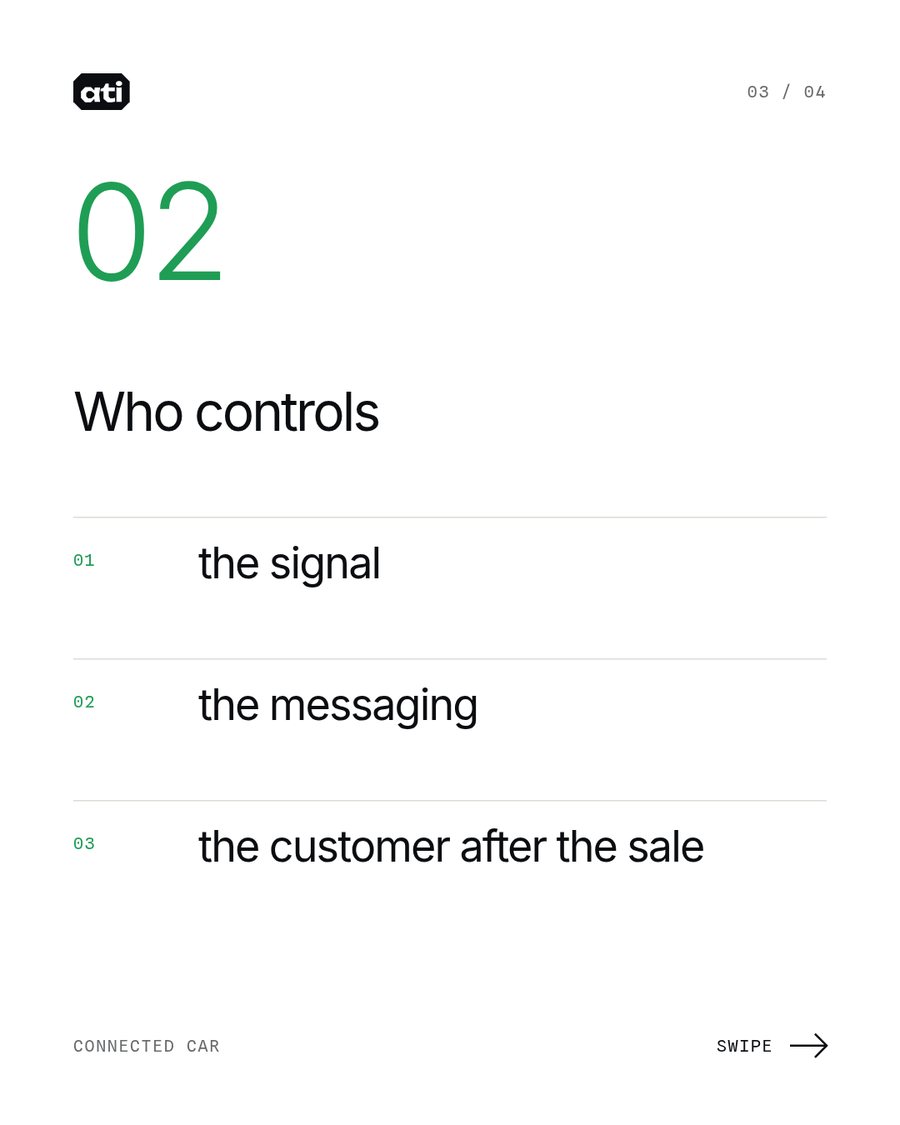 ati
03 / 04
02
Who controls
01 the signal
02 the messaging
03 the customer after the sale
CONNECTED CAR
SWIPE